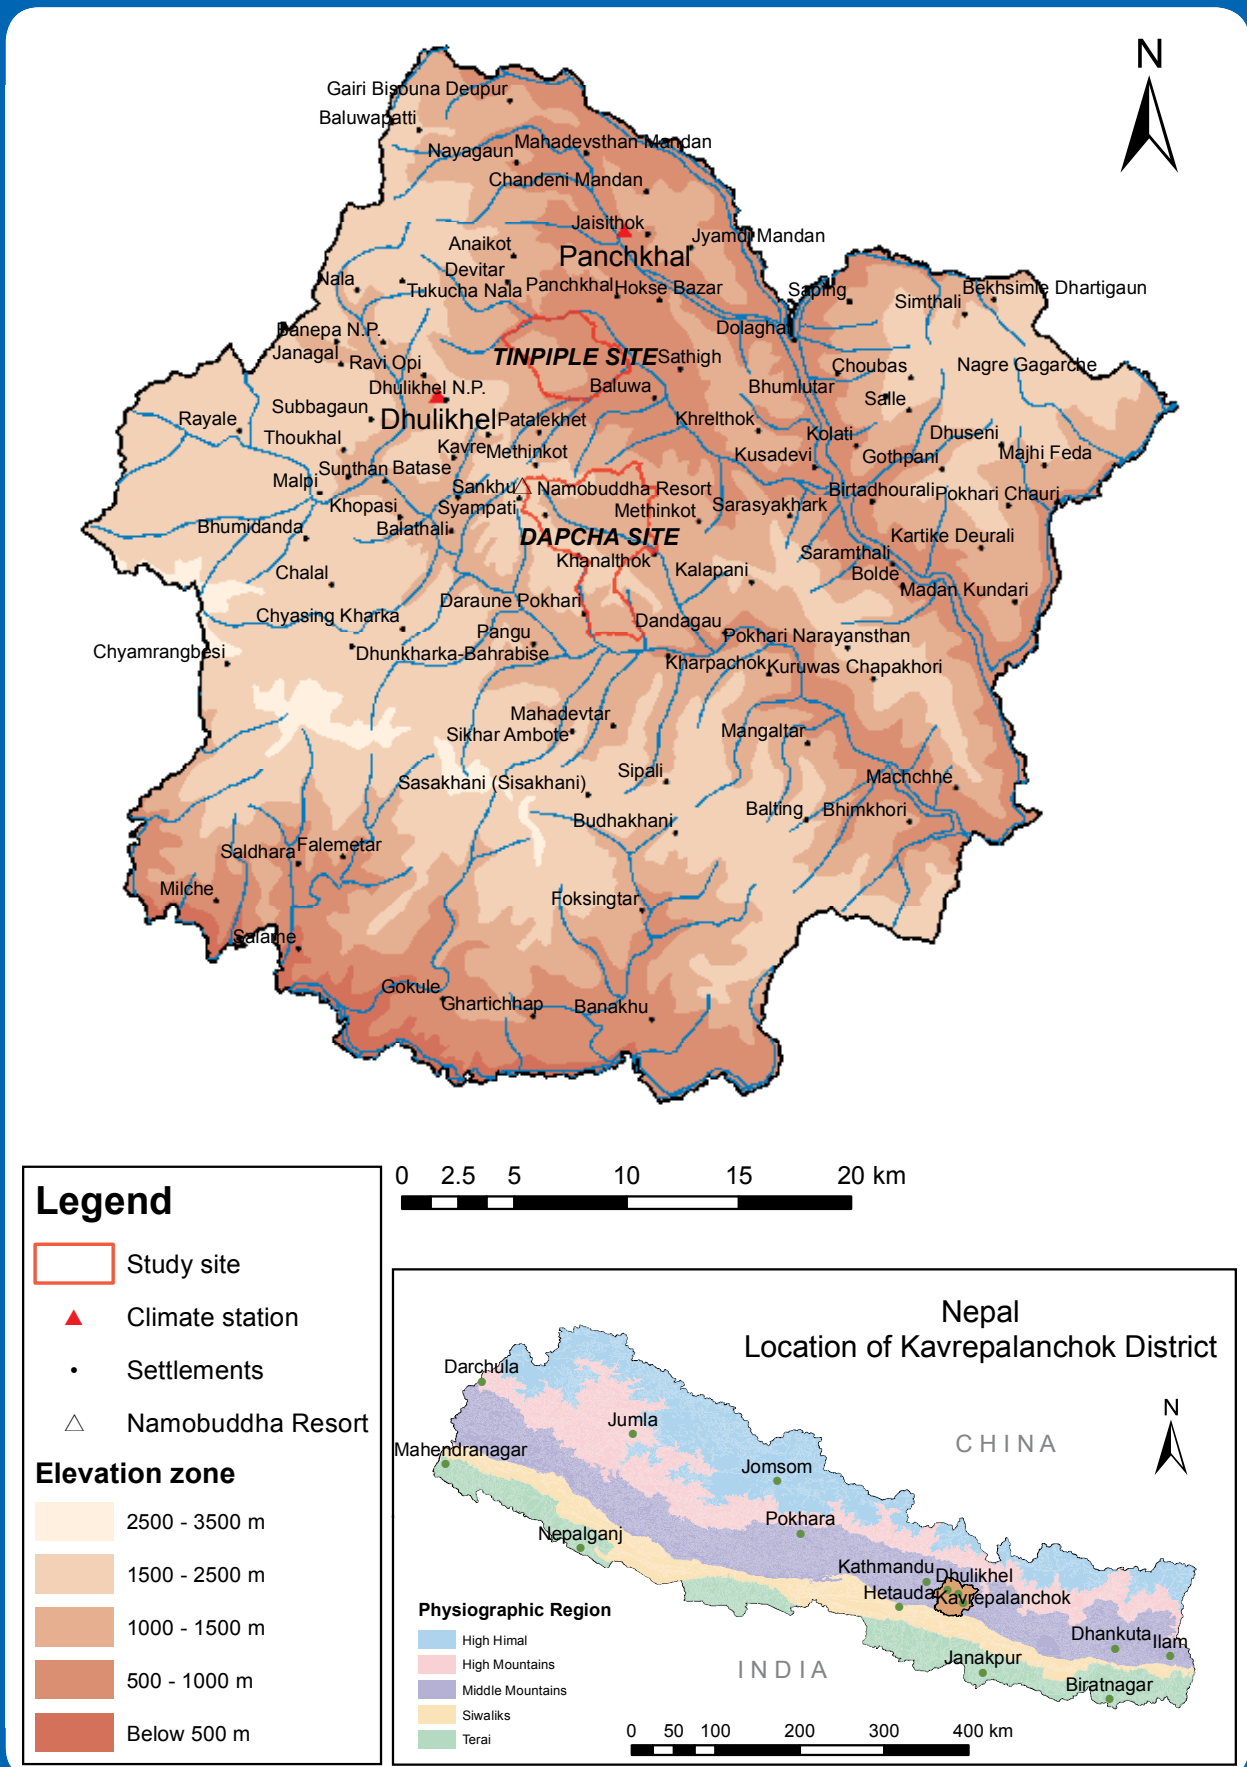 N
Gairi Bisouna Deupur
Baluwapatti
Mahadevsthan Mandan
Nayagaun
Chandeni Mandan
Jaisithok
Jyamdi Mandan
Anaikot
Panchkhal
Devitar
Nala
Tukucha Nala
Panchkhal
Hokse Bazar
Saping
Bekhsimle Dhartigaun
Simthali
Banepa N.P.
Dolaghat
Janagal
Ravi Opi
TINPIPLE SITE
Sathigh
Choubas
Nagre Gagarche
Dhulikhel N.P.
Baluwa
Bhumlutar
Salle
Subbagaun
Dhulikhel
Patalekhet
Khrelthok
Rayale
Thoukhal
Kolati
Dhuseni
Kavre
Methinkot
Kusadevi
Gothpani
Majhi Feda
Sunthan
Batase
Malpi
Sankhu
Namobuddha Resort
Birtadhourali
Pokhari Chauri
Khopasi
Syampati
Methinkot
Sarasyakhark
Bhumidanda
Balathali
DAPCHA SITE
Kartike Deurali
Khanalthok
Saramthali
Chalal
Kalapani
Bolde
Madan Kundari
Daraune Pokhari
Chyasing Kharka
Dandagau
Pangu
Pokhari Narayansthan
Chyamrangbesi
Dhunkharka-Bahrabise
Kharpachok
Kuruwas Chapakhori
Mahadevtar
Sikhar Ambote
Mangaltar
Sipali
Machchhe
Sasakhani (Sisakhani)
Balting
Bhimkhori
Budhakhani
Saldhara
Falemetar
Milche
Foksingtar
Salame
Gokule
Ghartichhap
Banakhu
0 2.5 5 10 15 20 km
Legend
Study site
Climate station
Settlements
Namobuddha Resort
Elevation zone
2500 - 3500 m
1500 - 2500 m
1000 - 1500 m
500 - 1000 m
Below 500 m
Nepal
Location of Kavrepalanchok District
N
CHINA
INDIA
Darchula
Jumla
Mahendranagar
Jomsom
Pokhara
Nepalganj
Kathmandu
Dhulikhel
Hetauda
Kavrepalanchok
Dhankuta
Ilam
Janakpur
Biratnagar
Physiographic Region
High Himal
High Mountains
Middle Mountains
Siwaliks
Terai
0 50 100 200 300 400 km